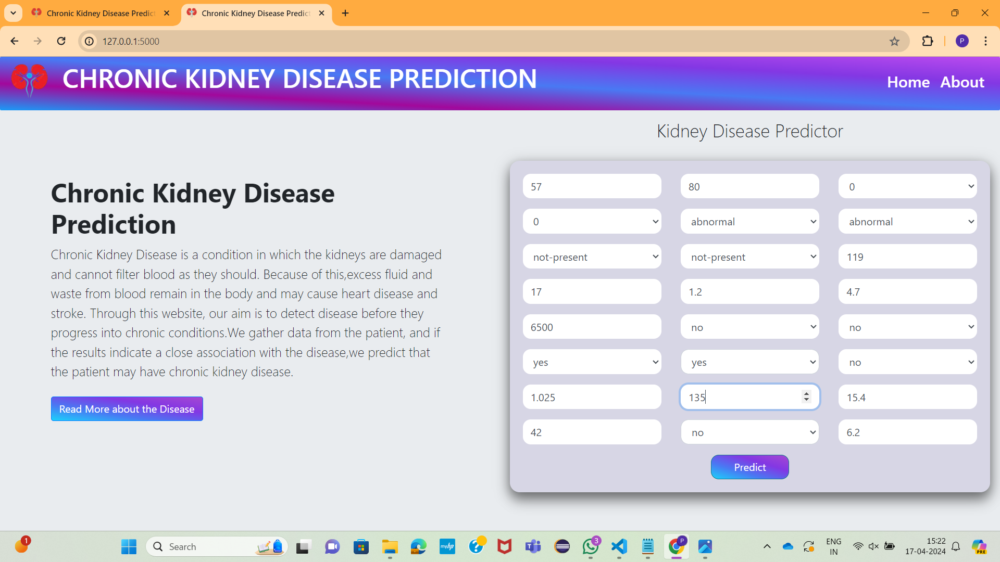 Chronic Kidney Disease Predict
Chronic Kidney Disease Predict
127.0.0.1:5000
P
CHRONIC KIDNEY DISEASE PREDICTION
Home About
Kidney Disease Predictor
Chronic Kidney Disease
Prediction
Chronic Kidney Disease is a condition in which the kidneys are damaged
and cannot filter blood as they should. Because of this,excess fluid and
waste from blood remain in the body and may cause heart disease and
stroke. Through this website, our aim is to detect disease before they
progress into chronic conditions.We gather data from the patient, and if
the results indicate a close association with the disease,we predict that
the patient may have chronic kidney disease.
Read More about the Disease
57 80 0
0 abnormal abnormal
not-present not-present 119
17 1.2 4.7
6500 no no
yes yes no
1.025 135 15.4
42 no 6.2
Predict
1
Search
myhp
3
P
ENG
IN
15:22
17-04-2024
PRE